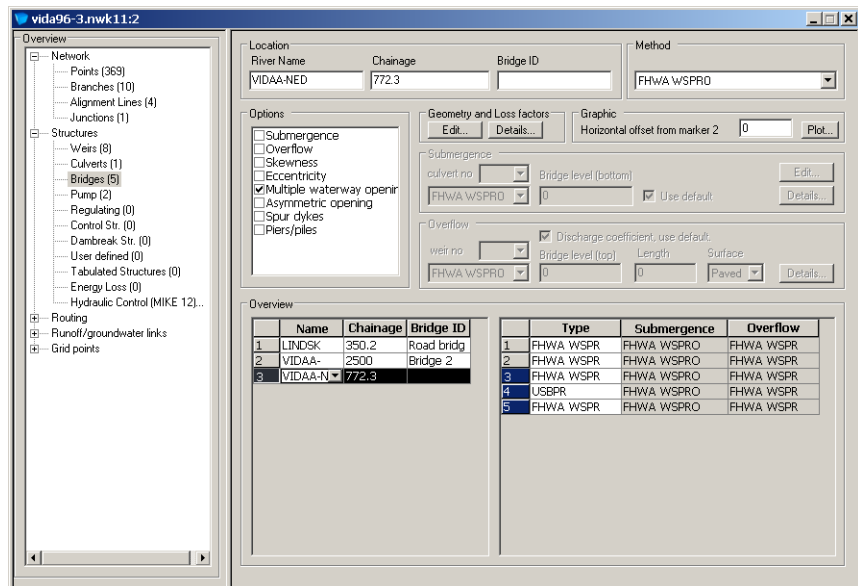 vida96-3.nwk11:2
Overview
Network
Points (369)
Branches (10)
Alignment Lines (4)
Junctions (1)
Structures
Weirs (8)
Culverts (1)
Bridges (5)
Pump (2)
Regulating (0)
Control Str. (0)
Dambreak Str. (0)
User defined (0)
Tabulated Structures (0)
Energy Loss (0)
Hydraulic Control (MIKE 12)...
Routing
Runoff/groundwater links
Grid points
Location
River Name Chainage Bridge ID
VIDAA-NED 772.3
Method
FHWA WSPRO
Options
Submergence
Overflow
Skewness
Eccentricity
Multiple waterway openin
Asymmetric opening
Spur dykes
Piers/piles
Geometry and Loss factors
Edit... Details...
Graphic
Horizontal offset from marker 2 0 Plot...
Submergence
culvert no Bridge level (bottom) Edit...
FHWA WSPRO 0 Use default Details...
Overflow
Discharge coefficient, use default.
weir no Bridge level (top) Length Surface
FHWA WSPRO 0 0 Paved Details...
Overview
Name Chainage Bridge ID
1 LINDSK 350.2 Road bridg
2 VIDAA- 2500 Bridge 2
3 VIDAA-N 772.3
Type Submergence Overflow
1 FHWA WSPR FHWA WSPRO FHWA WSPR
2 FHWA WSPR FHWA WSPRO FHWA WSPR
3 FHWA WSPR FHWA WSPRO FHWA WSPR
4 USBPR FHWA WSPRO FHWA WSPR
5 FHWA WSPR FHWA WSPRO FHWA WSPR